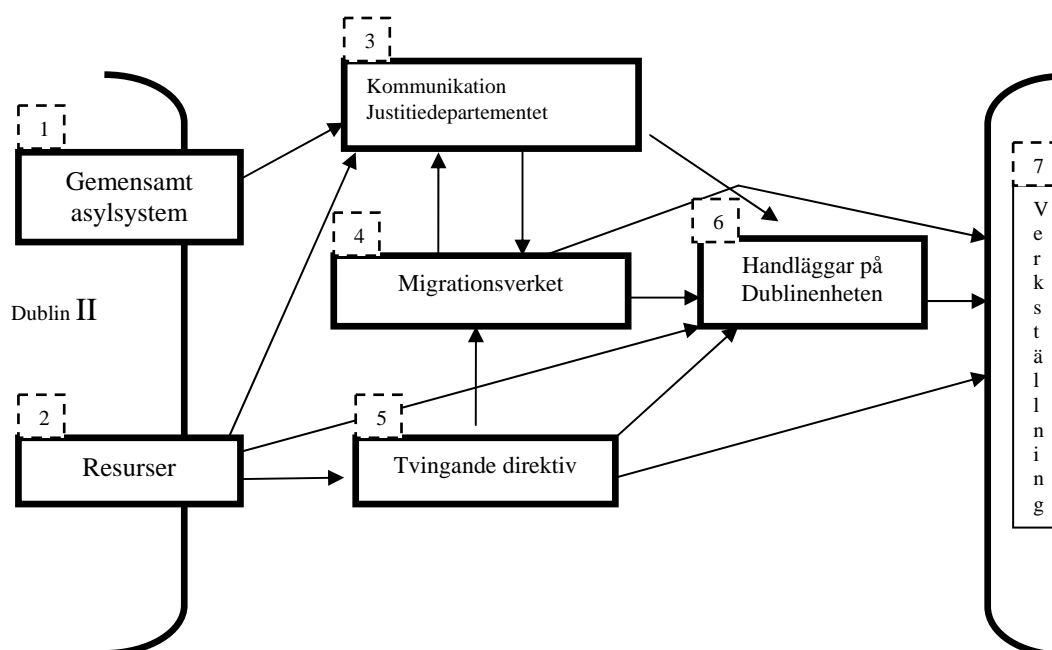 3
Kommunikation
Justitiedepartementet
1
Gemensamt
asylsystem
7
Verkställning
6
Handläggar på
Dublinenheten
4
Migrationsverket
Dublin II
2
Resurser
5
Tvingande direktiv